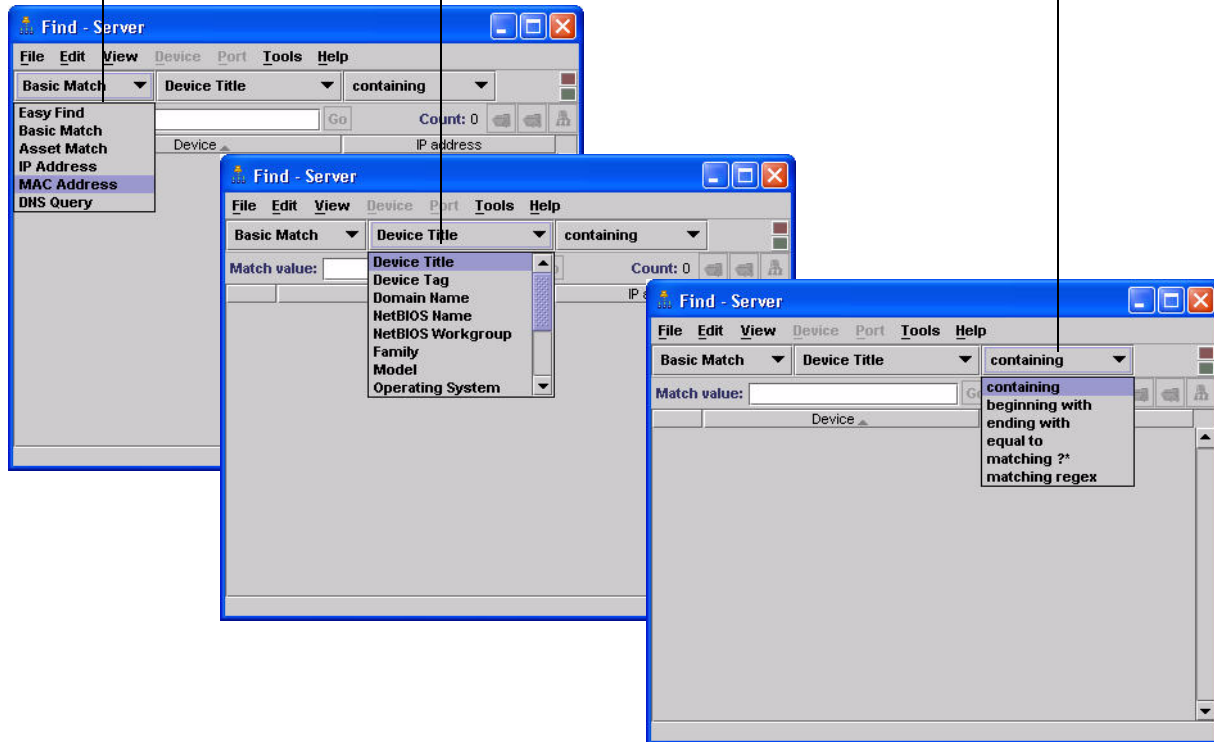 Find - Server
File Edit View Device Port Tools Help
Basic Match Device Title containing
Go Count: 0
Device IP address
Easy Find
Basic Match
Asset Match
IP Address
MAC Address
DNS Query
Find - Server
File Edit View Device Port Tools Help
Basic Match Device Title containing
Match value: Count: 0
IP
Device Title
Device Tag
Domain Name
NetBIOS Name
NetBIOS Workgroup
Family
Model
Operating System
Find - Server
File Edit View Device Port Tools Help
Basic Match Device Title containing
Match value:
Device
containing
beginning with
ending with
equal to
matching ?*
matching regex